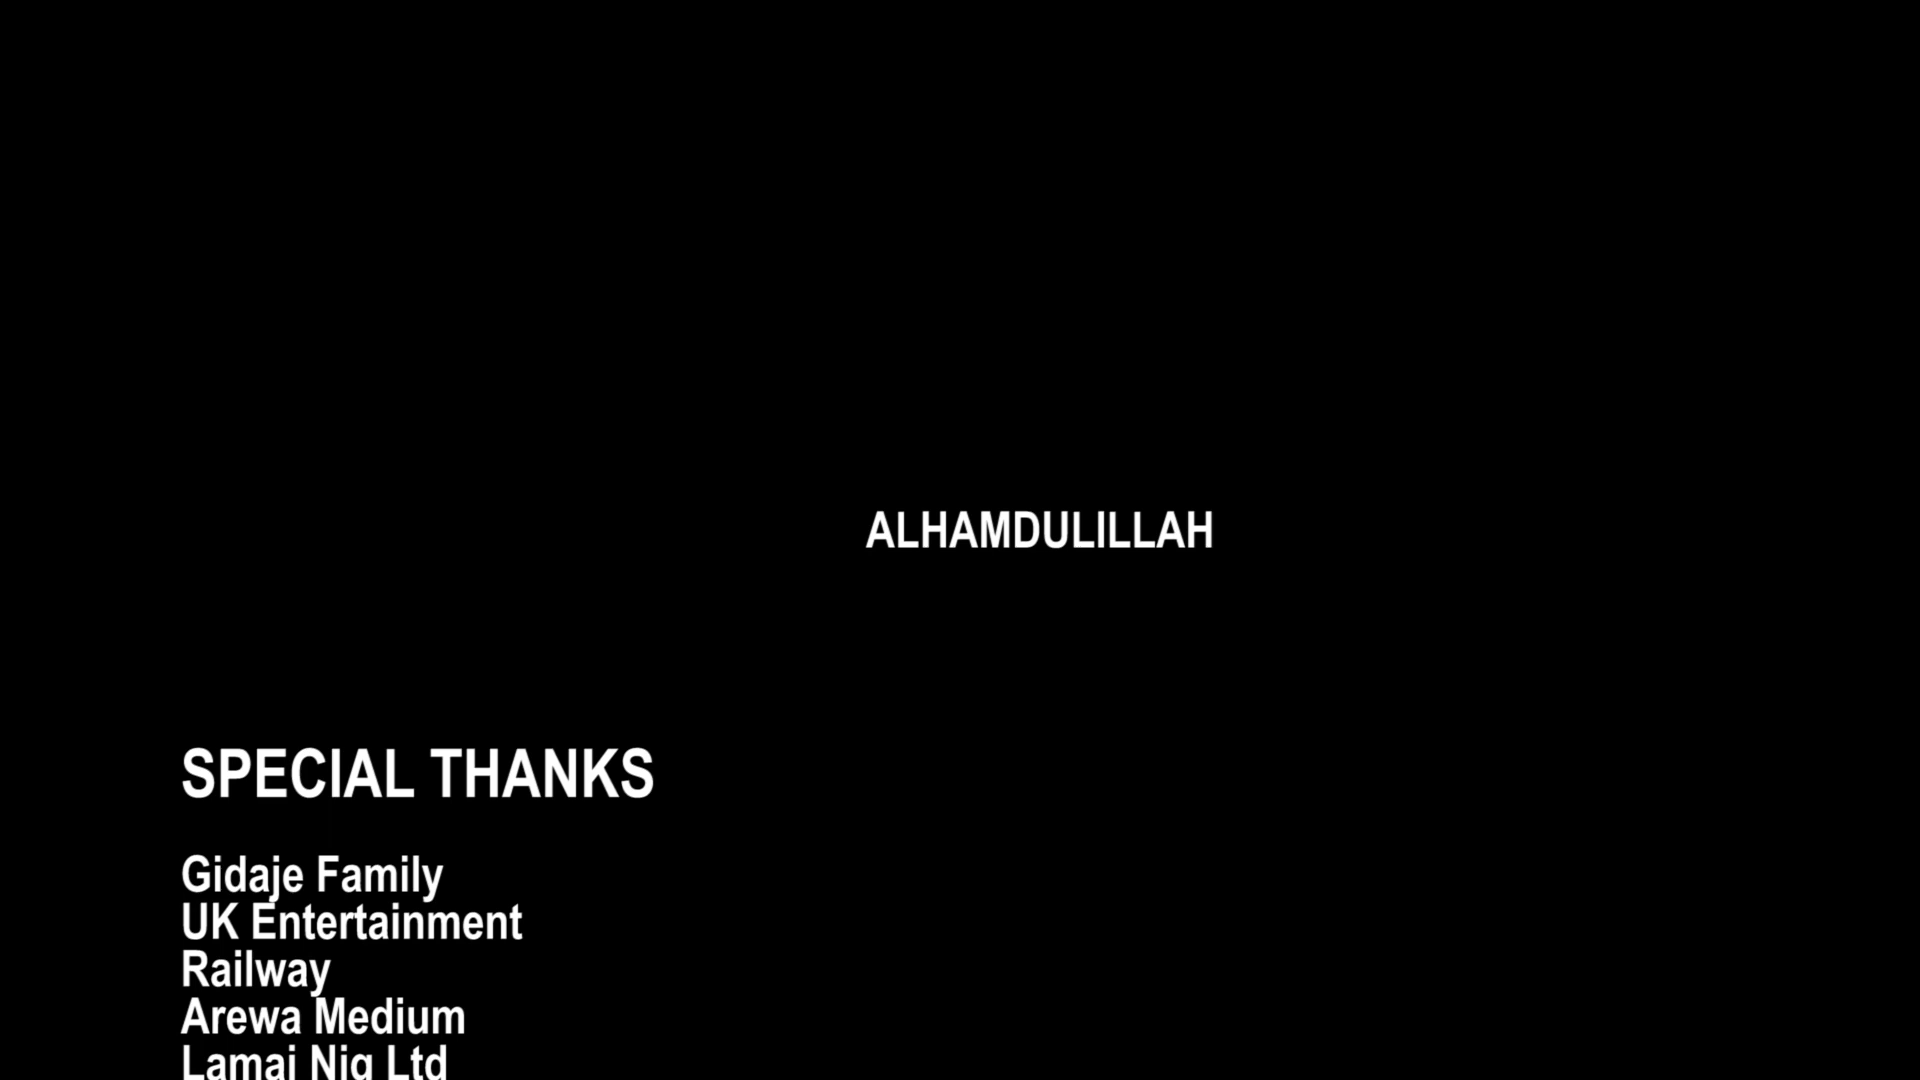 ALHAMDULILLAH
SPECIAL THANKS
Gidaje Family
UK Entertainment
Railway
Arewa Medium
Lamai Nig Ltd